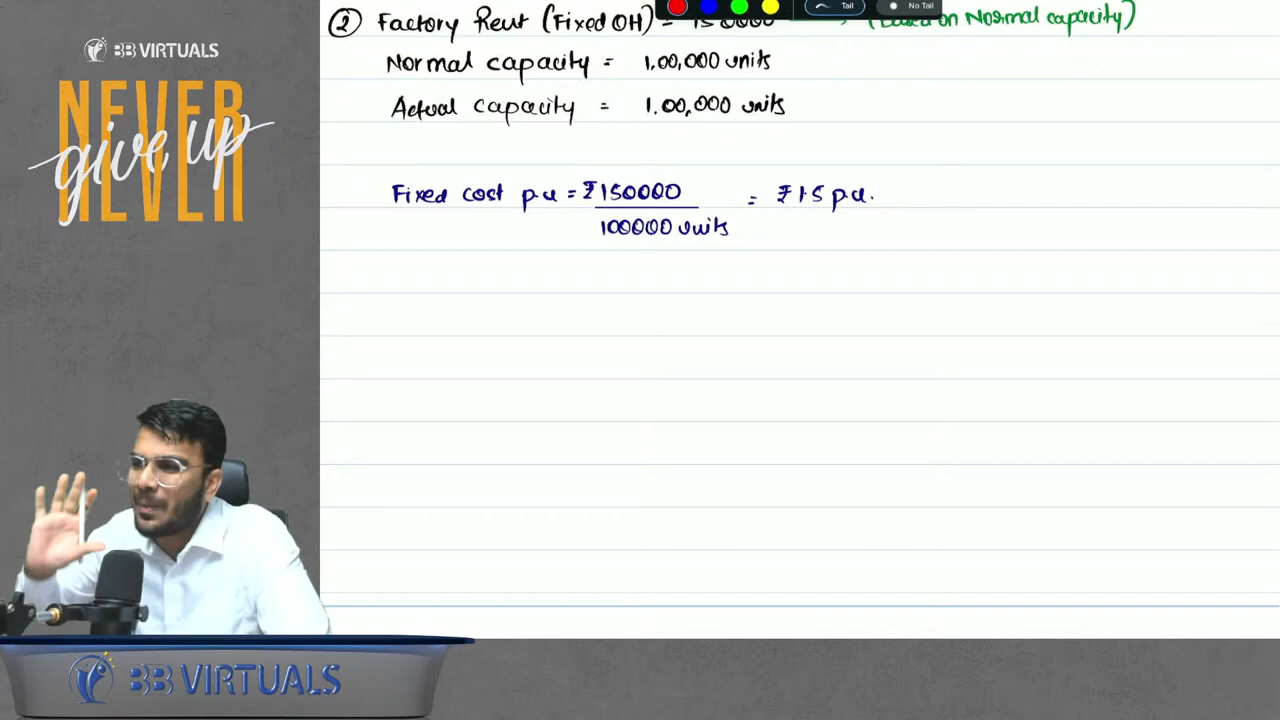 ② Factory Rent (Fixed OH) = 150000 (Based on Normal capacity)
Tail
No Tail
Normal capacity = 1,00,000 units
Actual capacity = 1,00,000 units
Fixed cost p.u = ₹150000 = ₹1.5 p.u.
100000 units
BB VIRTUALS
NEVER
give up
NEVER
BB VIRTUALS